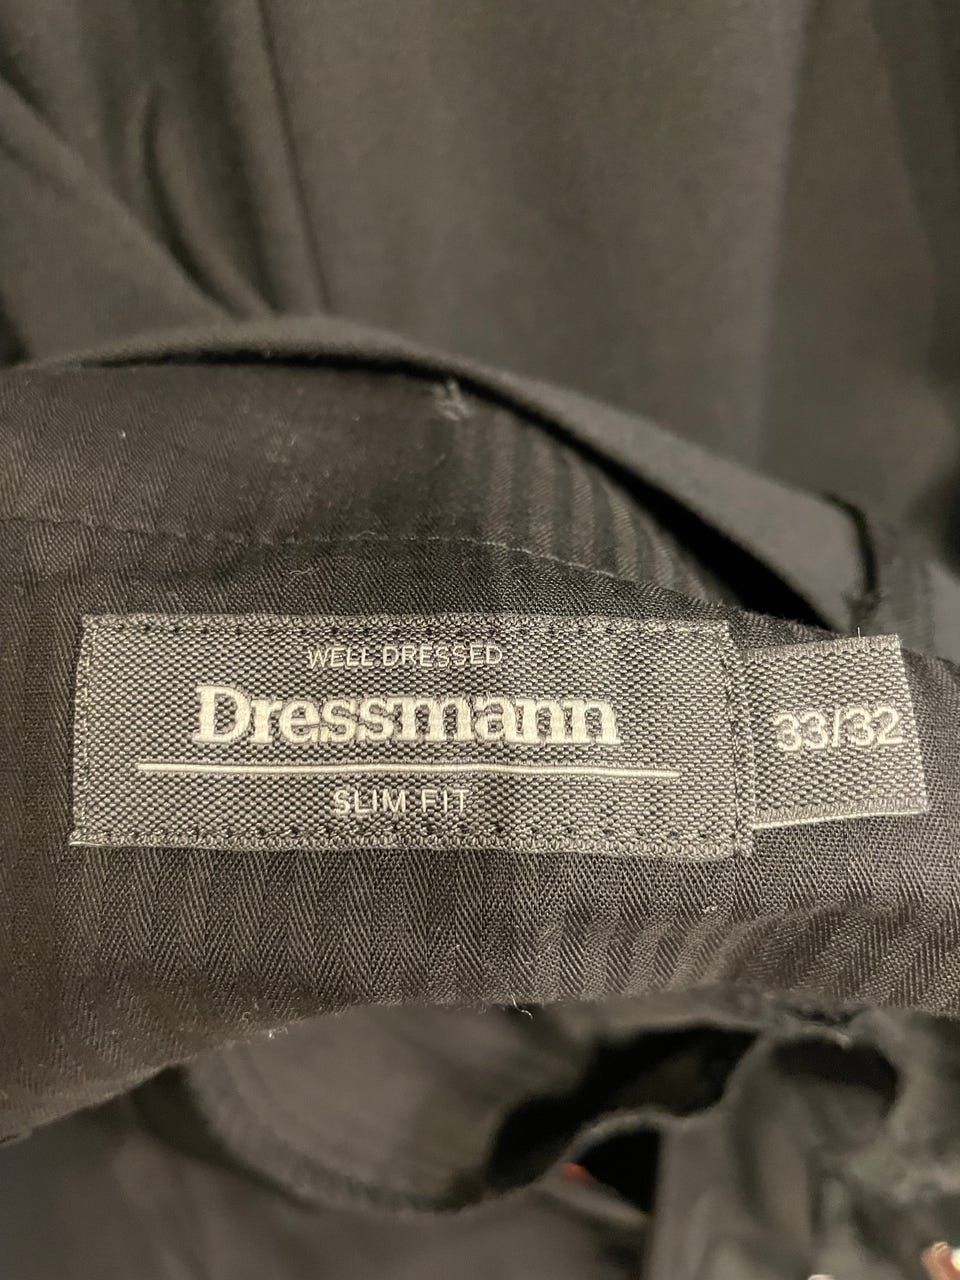 WELL DRESSED
Dressmann
SLIM FIT
33/32